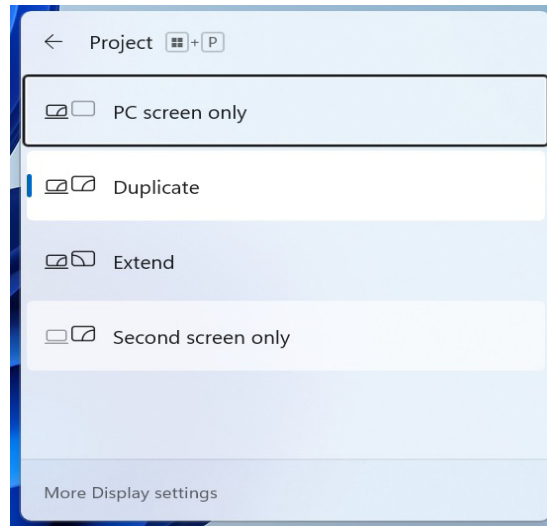 Project + P
PC screen only
Duplicate
Extend
Second screen only
More Display settings